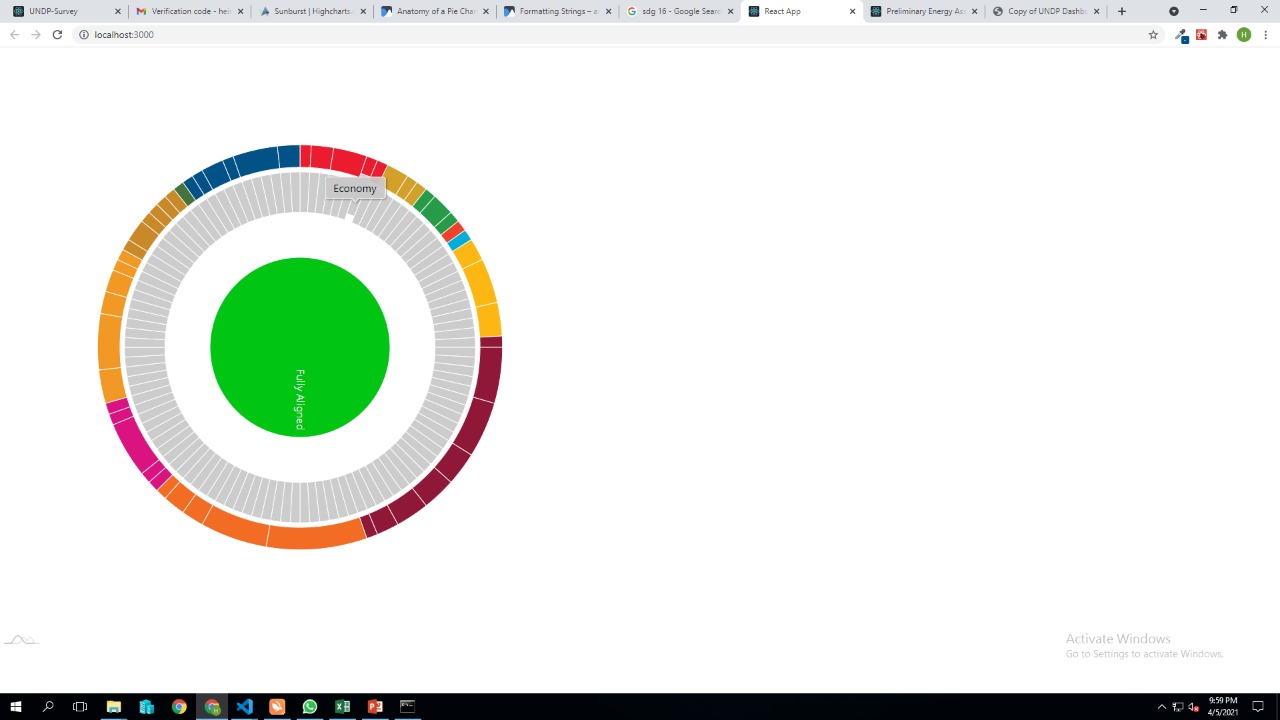 UNDP-Survey
Verification code - hei
Sunburst | Highcharts.
Anatomy of a Pie Char
Formatting Strings – a
sdg 16 - Google Searc
React App
Preliminary Energy Ass
Copy of UNDP Dashb
localhost:3000
H
Economy
Fully Aligned
Activate Windows
Go to Settings to activate Windows.
9:59 PM
4/5/2021